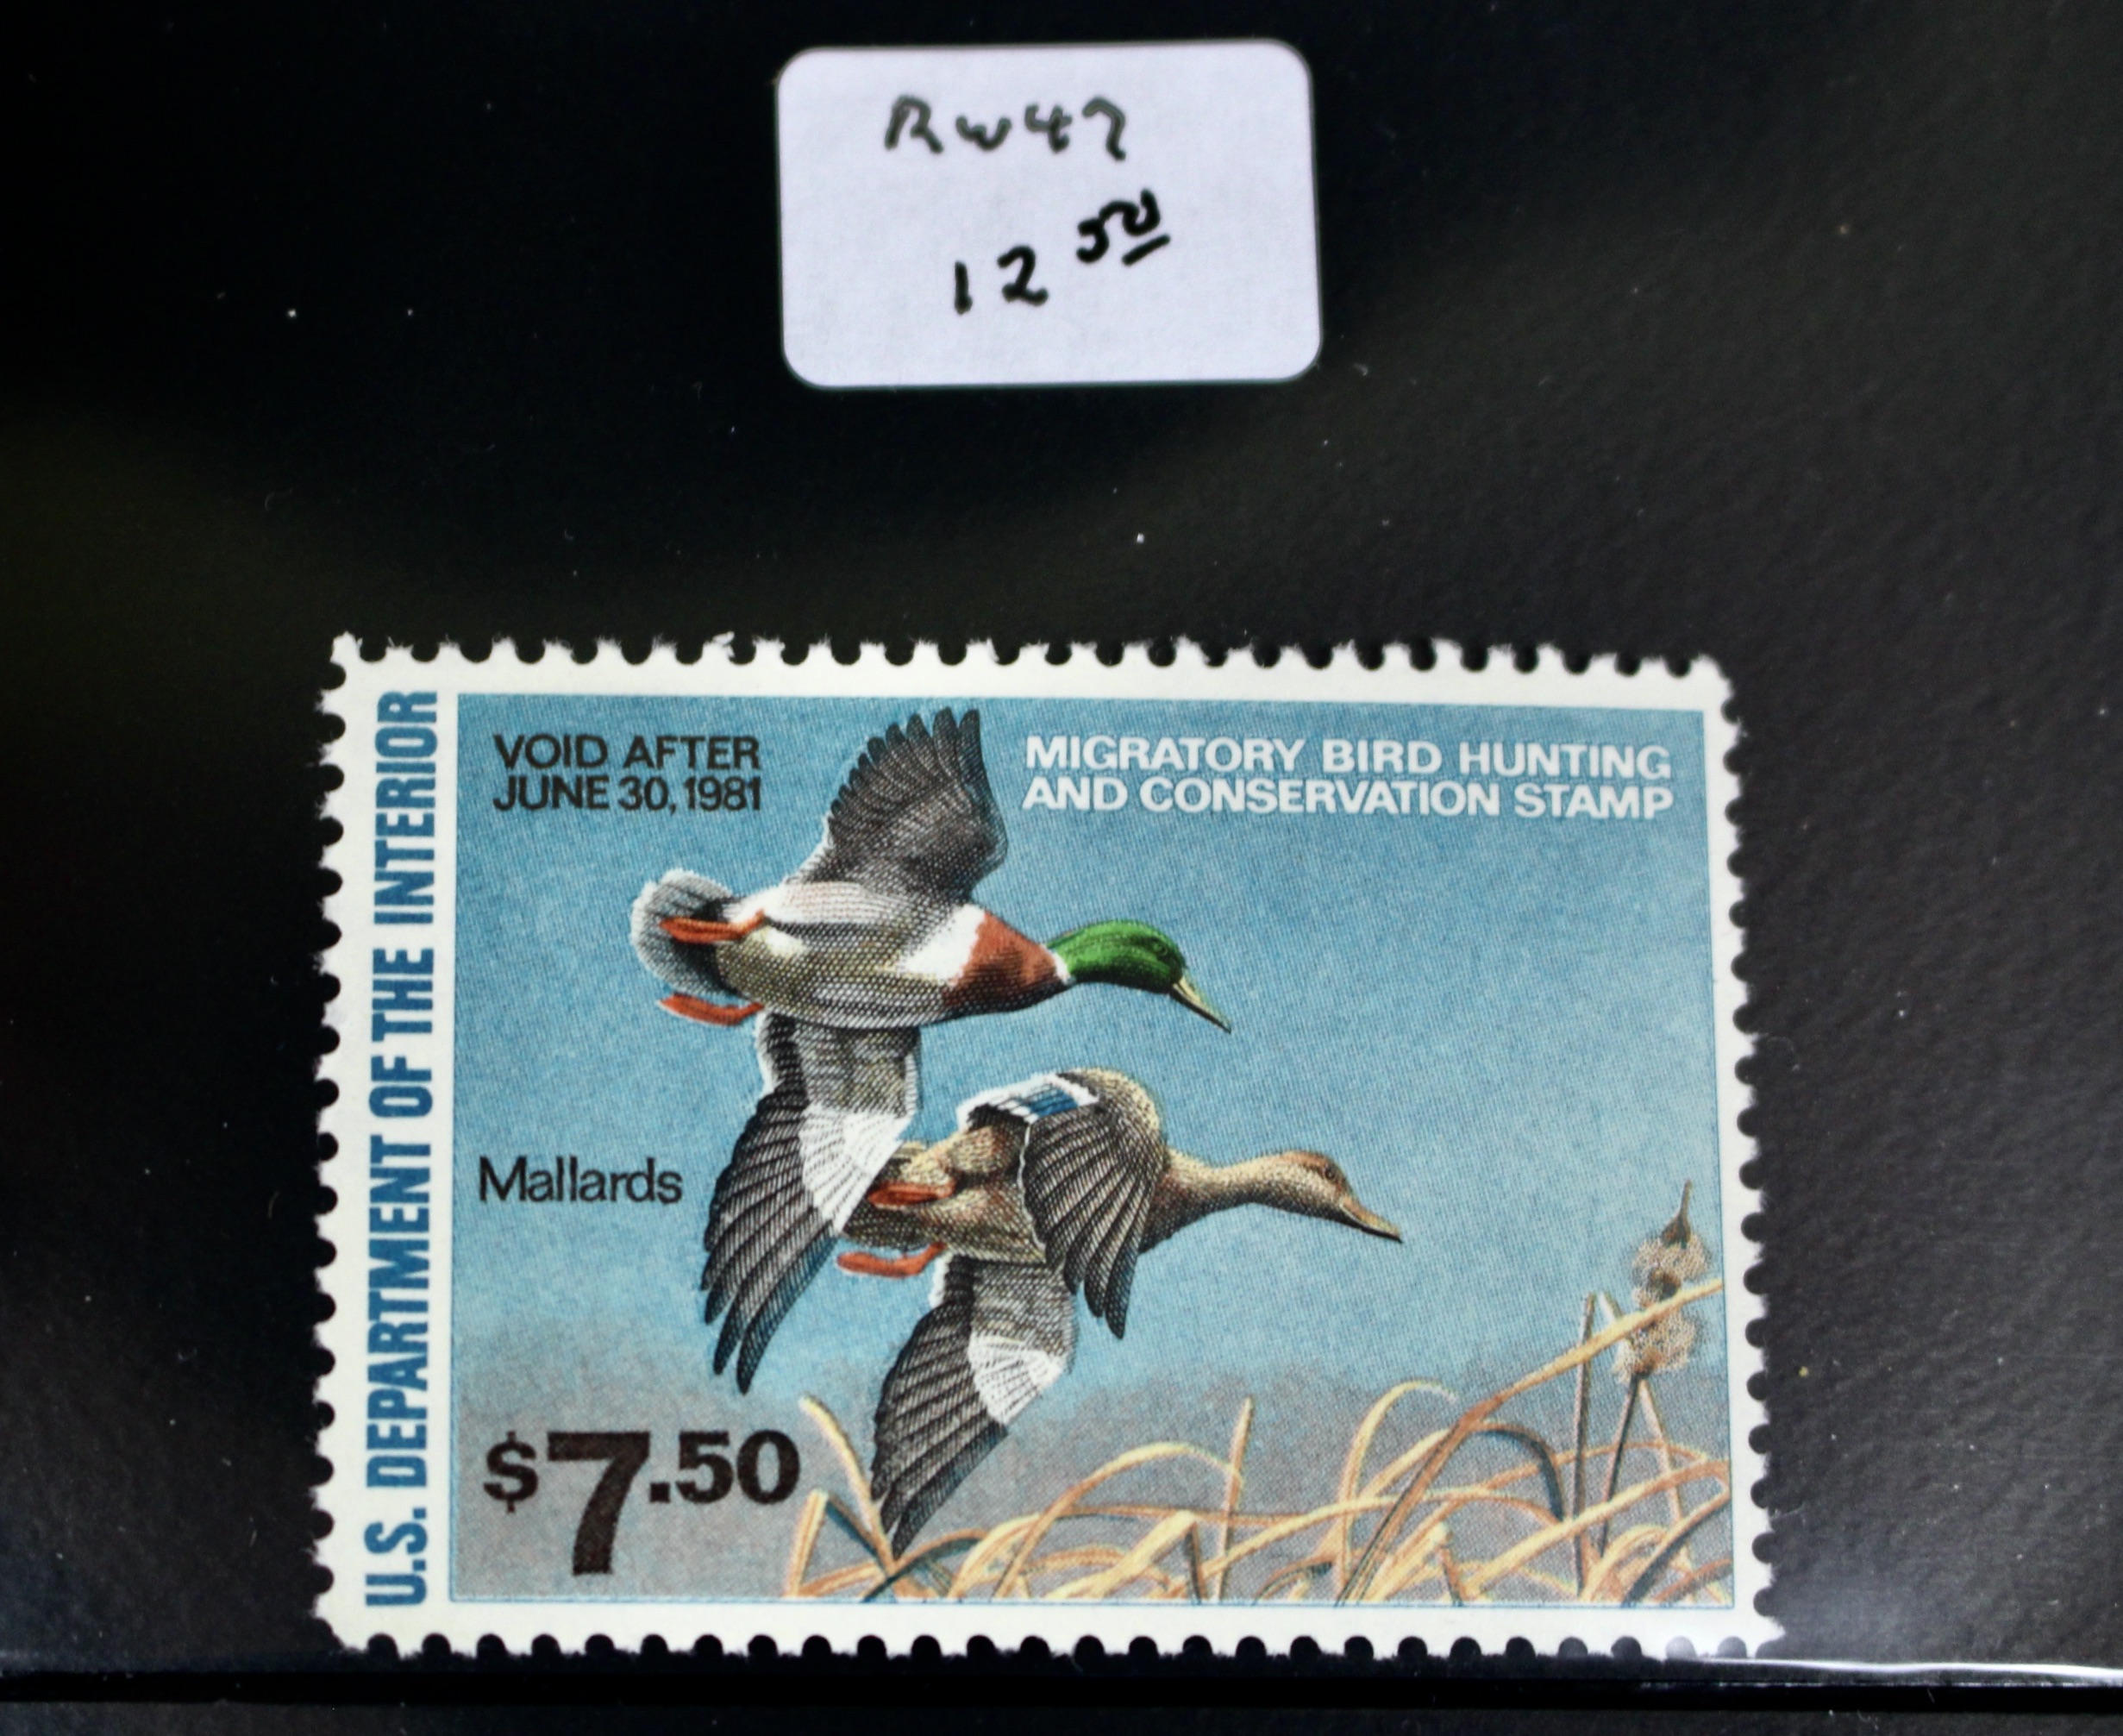 RW47
12 50
VOID AFTER
JUNE 30, 1981
MIGRATORY BIRD HUNTING
AND CONSERVATION STAMP
U.S. DEPARTMENT OF THE INTERIOR
Mallards
$7.50